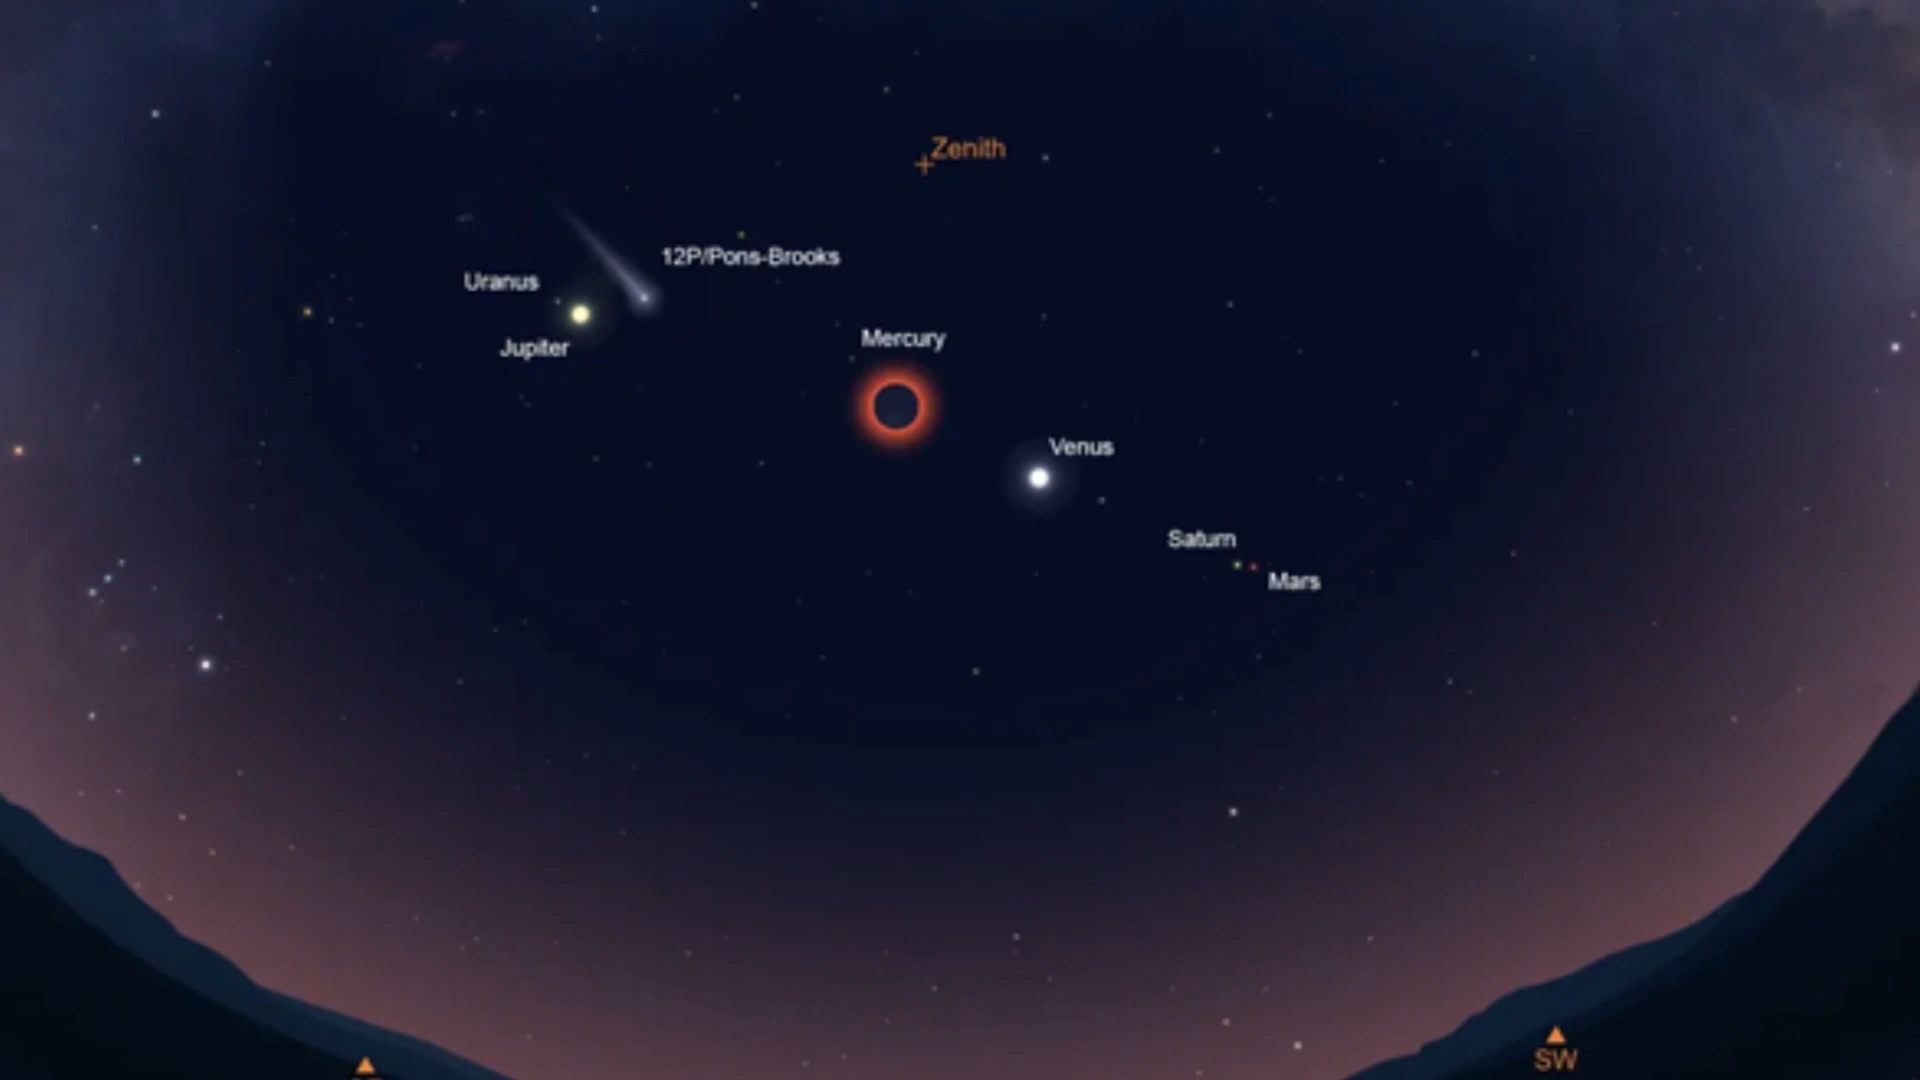 Zenith
12P/Pons-Brooks
Uranus
Mercury
Jupiter
Venus
Saturn
Mars
SW